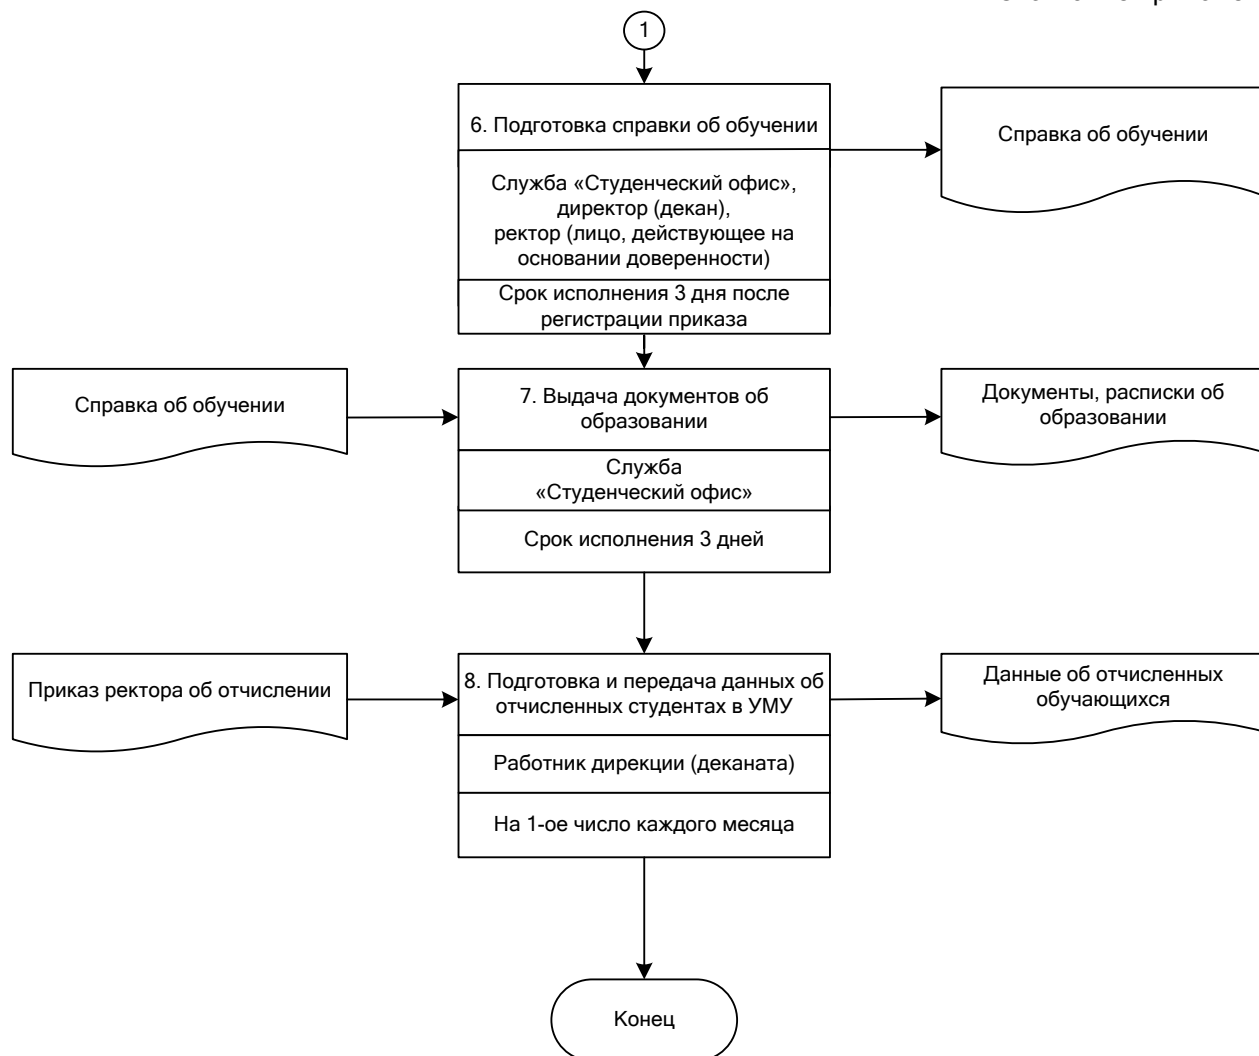 1
6. Подготовка справки об обучении
Справка об обучении
Служба «Студенческий офис»,
директор (декан),
ректор (лицо, действующее на
основании доверенности)
Срок исполнения 3 дня после
регистрации приказа
Справка об обучении
7. Выдача документов об
образовании
Документы, расписки об
образовании
Служба
«Студенческий офис»
Срок исполнения 3 дней
Приказ ректора об отчислении
8. Подготовка и передача данных об
отчисленных студентах в УМУ
Данные об отчисленных
обучающихся
Работник дирекции (деканата)
На 1-ое число каждого месяца
Конец